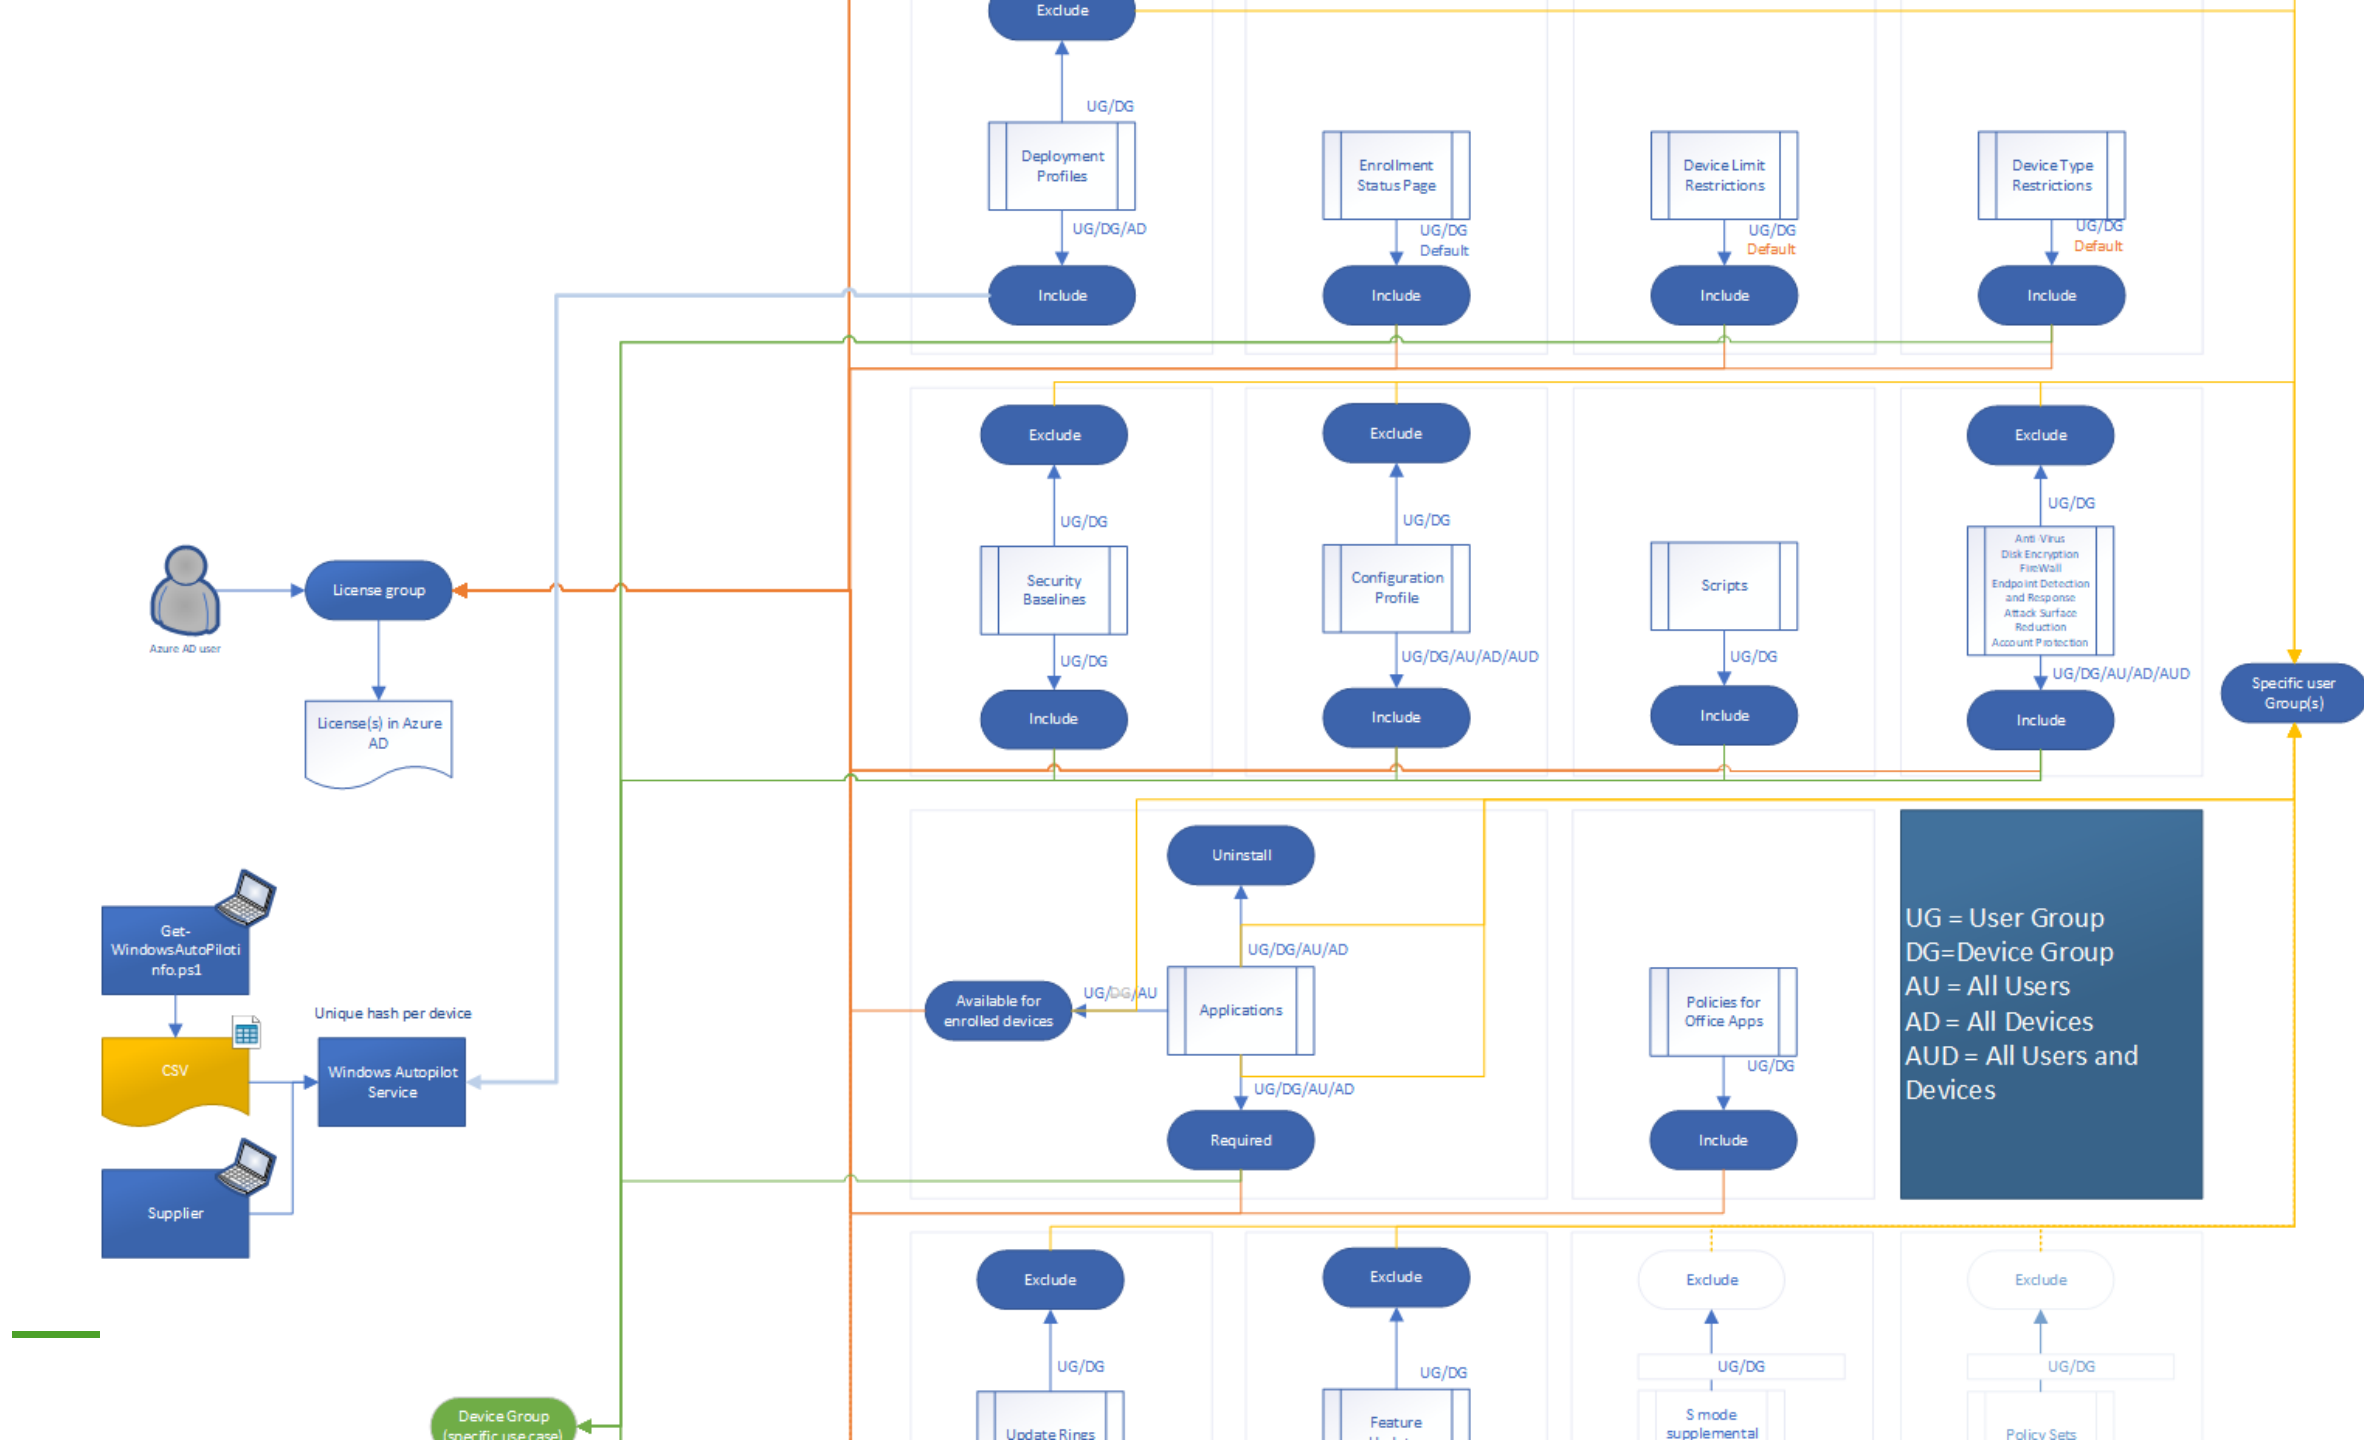 Exclude
UG/DG
Deployment
Profiles
UG/DG/AD
Include
Enrollment
Status Page
UG/DG
Default
Include
Device Limit
Restrictions
UG/DG
Default
Include
Device Type
Restrictions
UG/DG
Default
Include
Exclude
UG/DG
Security
Baselines
UG/DG
Include
Exclude
UG/DG
Configuration
Profile
UG/DG/AU/AD/AUD
Include
Scripts
UG/DG
Include
Exclude
UG/DG
Anti-Virus
Disk Encryption
FireWall
Endpoint Detection
and Response
Attack Surface
Reduction
Account Protection
UG/DG/AU/AD/AUD
Include
Specific user
Group(s)
Azure AD user
License group
License(s) in Azure
AD
Uninstall
UG/DG/AU/AD
Available for
enrolled devices
UG/DG/AU
Applications
UG/DG/AU/AD
Required
Policies for
Office Apps
UG/DG
Include
UG = User Group
DG=Device Group
AU = All Users
AD = All Devices
AUD = All Users and
Devices
Get-
WindowsAutoPiloti
nfo.ps1
CSV
Unique hash per device
Windows Autopilot
Service
Supplier
Exclude
UG/DG
Update Rings
Exclude
UG/DG
Feature
Exclude
UG/DG
S mode
supplemental
Exclude
UG/DG
Policy Sets
Device Group
(specific use case)